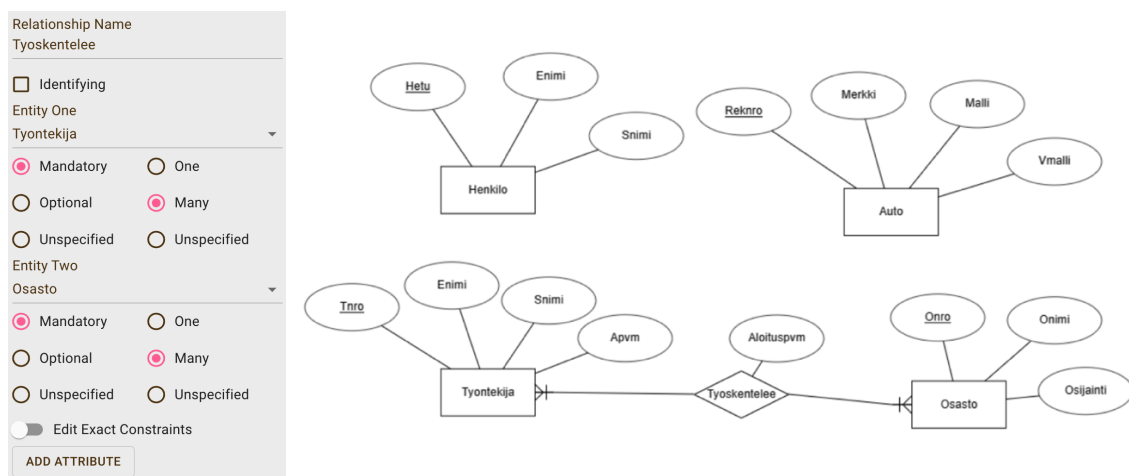 Relationship Name
Tyoskentelee
Identifying
Entity One
Tyontekija
Mandatory One
Optional Many
Unspecified Unspecified
Entity Two
Osasto
Mandatory One
Optional Many
Unspecified Unspecified
Edit Exact Constraints
ADD ATTRIBUTE
Hetu
Enimi
Snimi
Henkilo
Reknro
Merkki
Malli
Vmalli
Auto
Tnro
Enimi
Snimi
Apvm
Tyontekija
Aloituspvm
Tyoskentelee
Onro
Onimi
Osijainti
Osasto